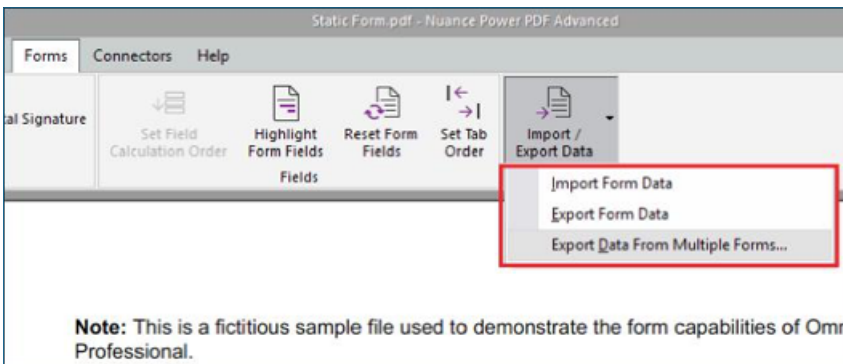 Static Form.pdf - Nuance Power PDF Advanced
Forms Connectors Help
Signature
Set Field
Calculation Order
Highlight
Form Fields
Reset Form
Fields
Set Tab
Order
Import /
Export Data
Fields
Import Form Data
Export Form Data
Export Data From Multiple Forms...
Note: This is a fictitious sample file used to demonstrate the form capabilities of
Professional.